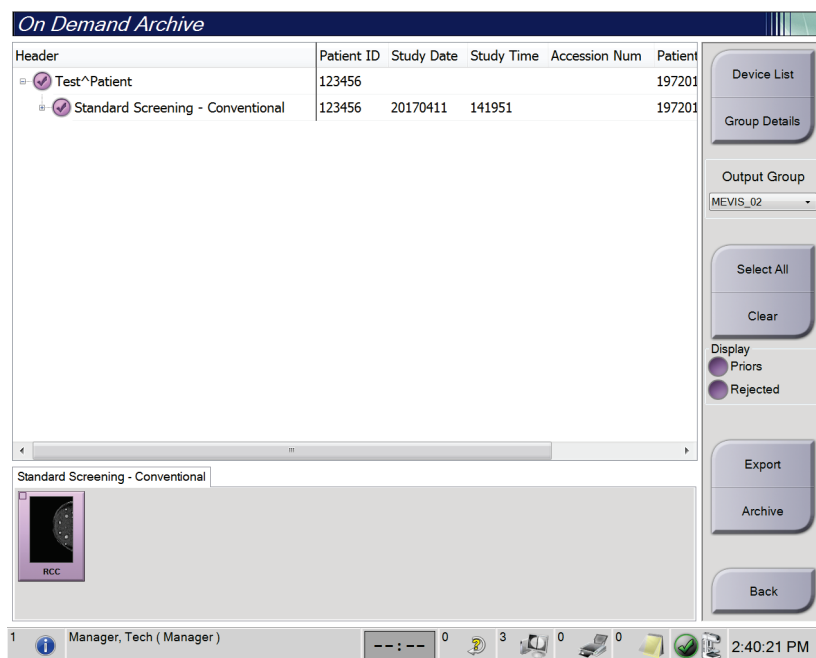 On Demand Archive
Header Patient ID Study Date Study Time Accession Num Patient
Test^Patient 123456 197201
Standard Screening - Conventional 123456 20170411 141951 197201
Device List
Group Details
Output Group
MEVIS_02
Select All
Clear
Display
Priors
Rejected
Export
Archive
Back
Standard Screening - Conventional
RCC
1 Manager, Tech ( Manager ) --:-- 0 3 0 0 2:40:21 PM